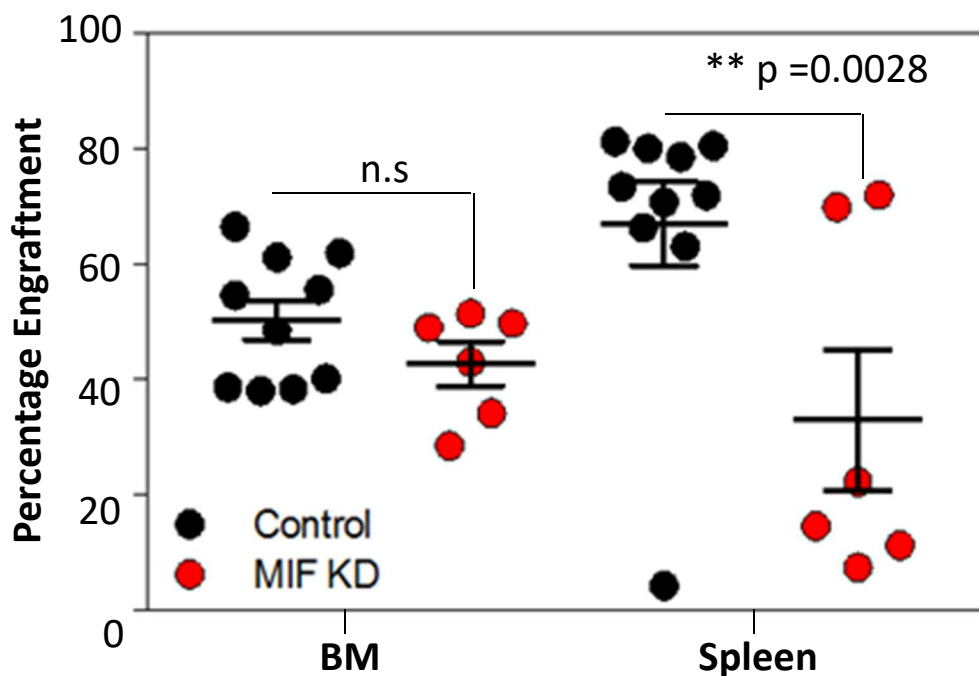 100
** p =0.0028
80
n.s
60
40
20
0
Percentage Engraftment
Control
MIF KD
BM
Spleen